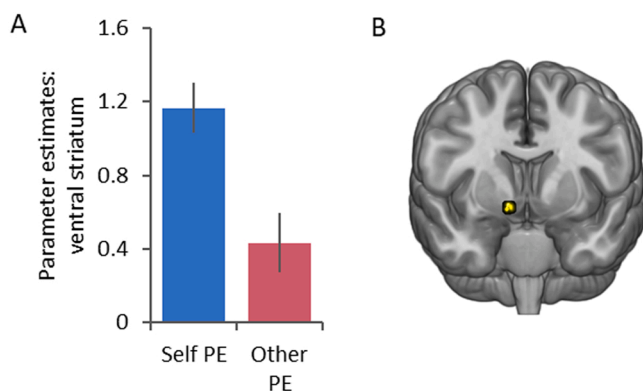 A
B
Parameter estimates:
ventral striatum
1.6
1.2
0.8
0.4
0
Self PE
Other
PE